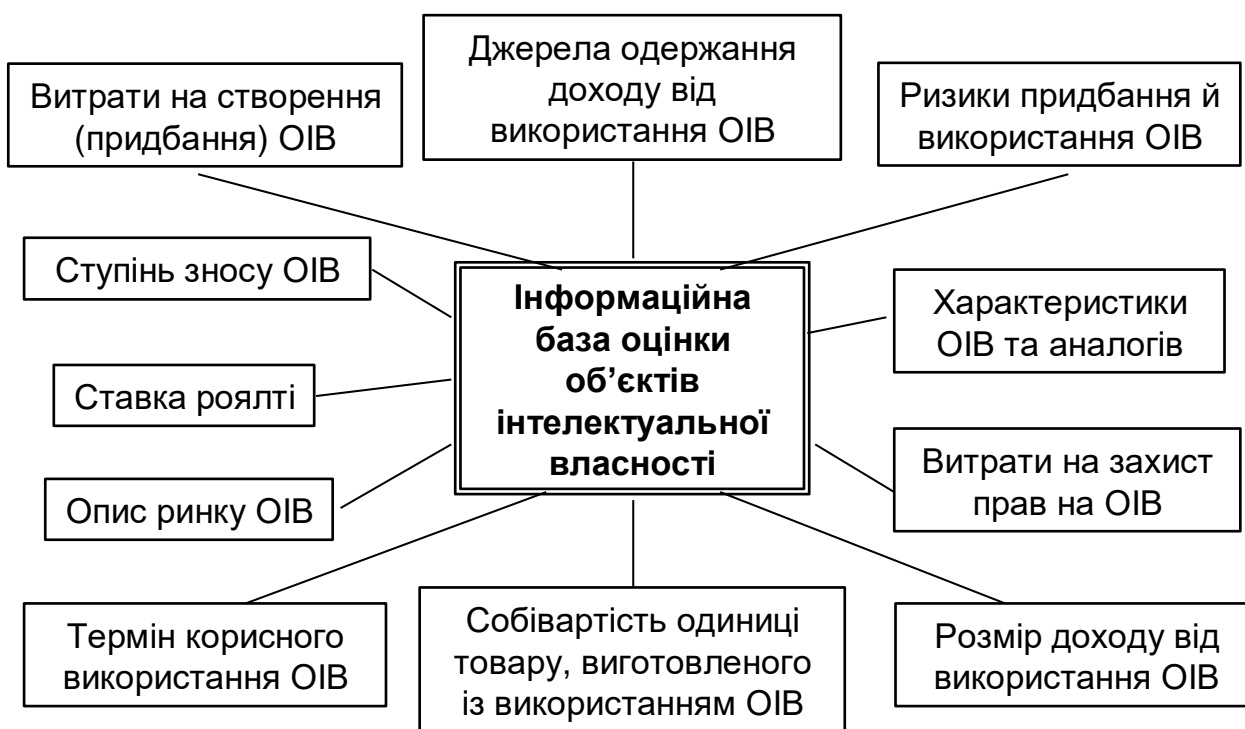 Джерела одержання
доходу від
використання ОІВ
Витрати на створення
(придбання) ОІВ
Ризики придбання й
використання ОІВ
Ступінь зносу ОІВ
Інформаційна
база оцінки
об’єктів
інтелектуальної
власності
Характеристики
ОІВ та аналогів
Ставка роялті
Витрати на захист
прав на ОІВ
Опис ринку ОІВ
Термін корисного
використання ОІВ
Собівартість одиниці
товару, виготовленого
із використанням ОІВ
Розмір доходу від
використання ОІВ